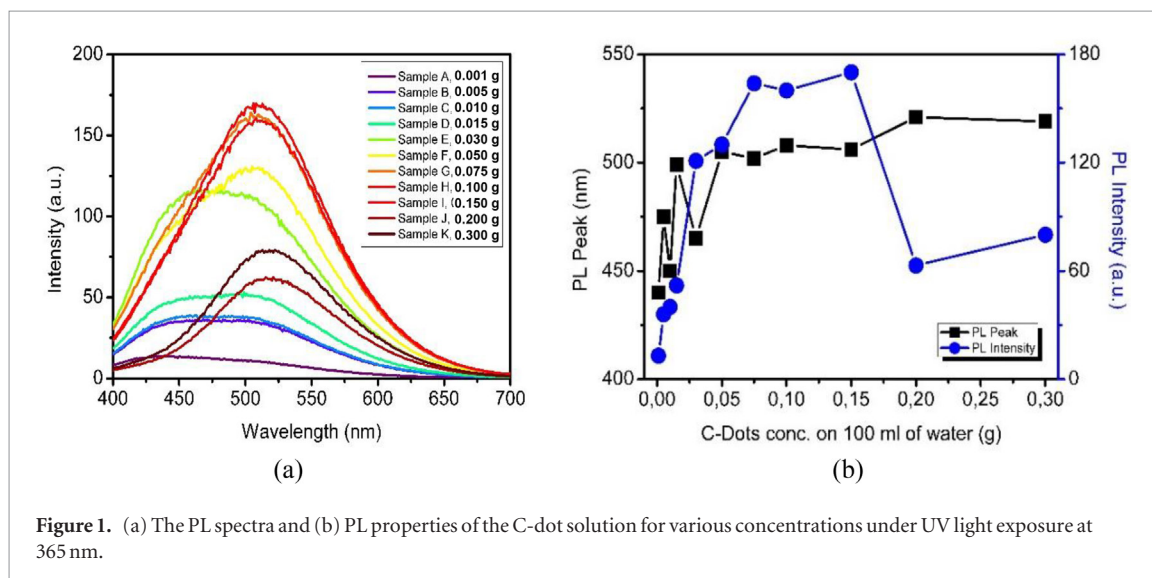 200
150
100
50
0
400
450
500
550
600
650
700
Intensity (a.u.)
Wavelength (nm)
Sample A, 0.001 g
Sample B, 0.005 g
Sample C, 0.010 g
Sample D, 0.015 g
Sample E, 0.030 g
Sample F, 0.050 g
Sample G, 0.075 g
Sample H, 0.100 g
Sample I, (0.150 g
Sample J, 0.200 g
Sample K, 0.300 g
(a)
550
500
450
400
PL Peak (nm)
180
120
60
0
PL Intensity (a.u.)
PL Peak
PL Intensity
0,00
0,05
0,10
0,15
0,20
0,25
0,30
C-Dots conc. on 100 ml of water (g)
(b)
Figure 1. (a) The PL spectra and (b) PL properties of the C-dot solution for various concentrations under UV light exposure at
365 nm.